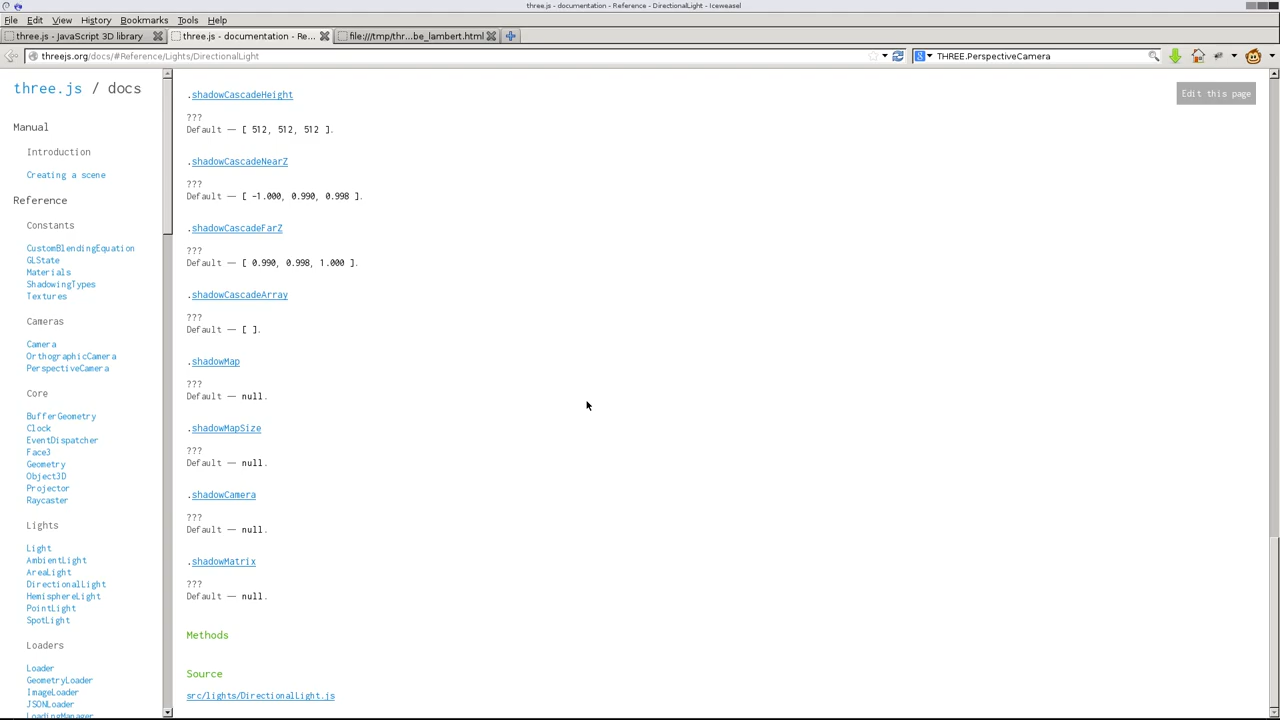 three.js - documentation - Reference - DirectionalLight - Iceweasel
File Edit View History Bookmarks Tools Help
three.js - JavaScript 3D library
three.js - documentation - Re...
file:///tmp/thr...be_lambert.html
threejs.org/docs/#Reference/Lights/DirectionalLight
THREE.PerspectiveCamera
three.js / docs
Manual
Introduction
Creating a scene
Reference
Constants
CustomBlendingEquation
GLState
Materials
ShadowingTypes
Textures
Cameras
Camera
OrthographicCamera
PerspectiveCamera
Core
BufferGeometry
Clock
EventDispatcher
Face3
Geometry
Object3D
Projector
Raycaster
Lights
Light
AmbientLight
AreaLight
DirectionalLight
HemisphereLight
PointLight
SpotLight
Loaders
Loader
GeometryLoader
ImageLoader
JSONLoader
LoadingManager
.shadowCascadeHeight
???
Default — [ 512, 512, 512 ].
.shadowCascadeNearZ
???
Default — [ -1.000, 0.990, 0.998 ].
.shadowCascadeFarZ
???
Default — [ 0.990, 0.998, 1.000 ].
.shadowCascadeArray
???
Default — [ ].
.shadowMap
???
Default — null.
.shadowMapSize
???
Default — null.
.shadowCamera
???
Default — null.
.shadowMatrix
???
Default — null.
Methods
Source
src/lights/DirectionalLight.js
Edit this page